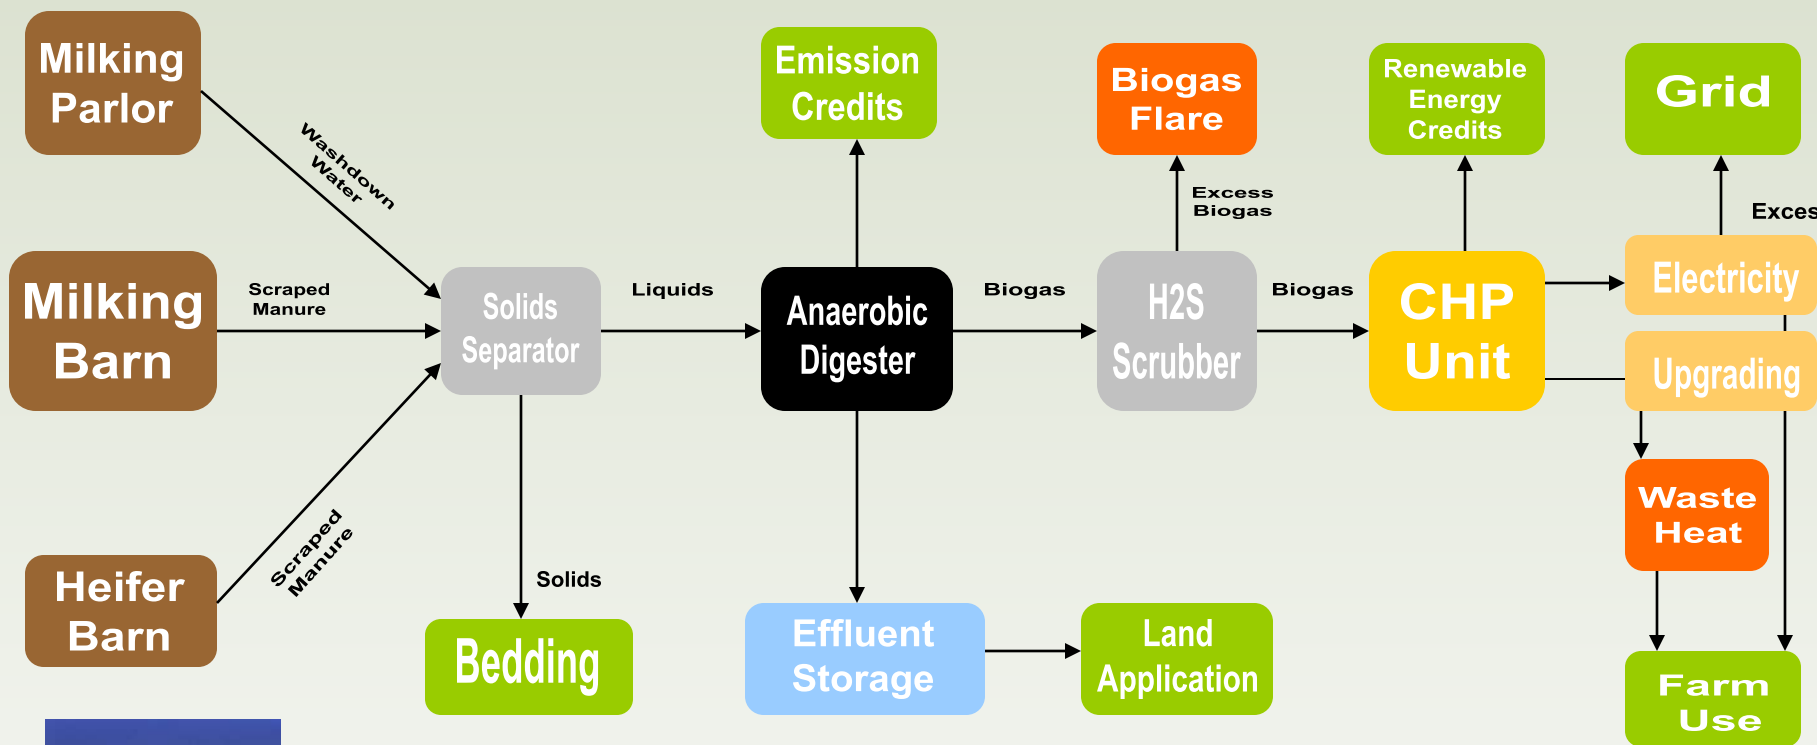 Milking
Parlor
Washdown
Water
Milking
Barn
Scraped
Manure
Heifer
Barn
Scraped
Manure
Solids
Separator
Solids
Bedding
Liquids
Emission
Credits
Anaerobic
Digester
Effluent
Storage
Land
Application
Biogas
Biogas
Flare
Excess
Biogas
H2S
Scrubber
Biogas
Renewable
Energy
Credits
CHP
Unit
Grid
Exces
Electricity
Upgrading
Waste
Heat
Farm
Use